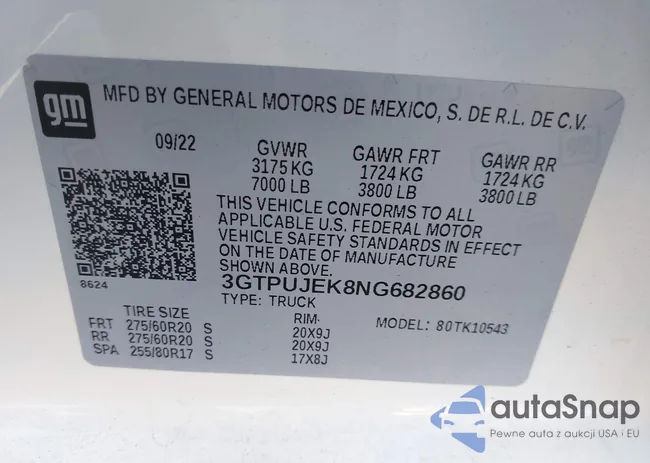 gm
MFD BY GENERAL MOTORS DE MEXICO, S. DE R.L. DE C.V.
09/22 GVWR GAWR FRT GAWR RR
3175 KG 1724 KG 1724 KG
7000 LB 3800 LB 3800 LB
THIS VEHICLE CONFORMS TO ALL
APPLICABLE U.S. FEDERAL MOTOR
VEHICLE SAFETY STANDARDS IN EFFECT
ON THE DATE OF MANUFACTURE
SHOWN ABOVE.
8624
3GTPUJEK8NG682860
TYPE: TRUCK
TIRE SIZE RIM MODEL: 80TK10543
FRT 275/60R20 S 20X9J
RR 275/60R20 S 20X9J
SPA 255/80R17 S 17X8J
autaSnap
Pewne auta z aukcji USA i EU